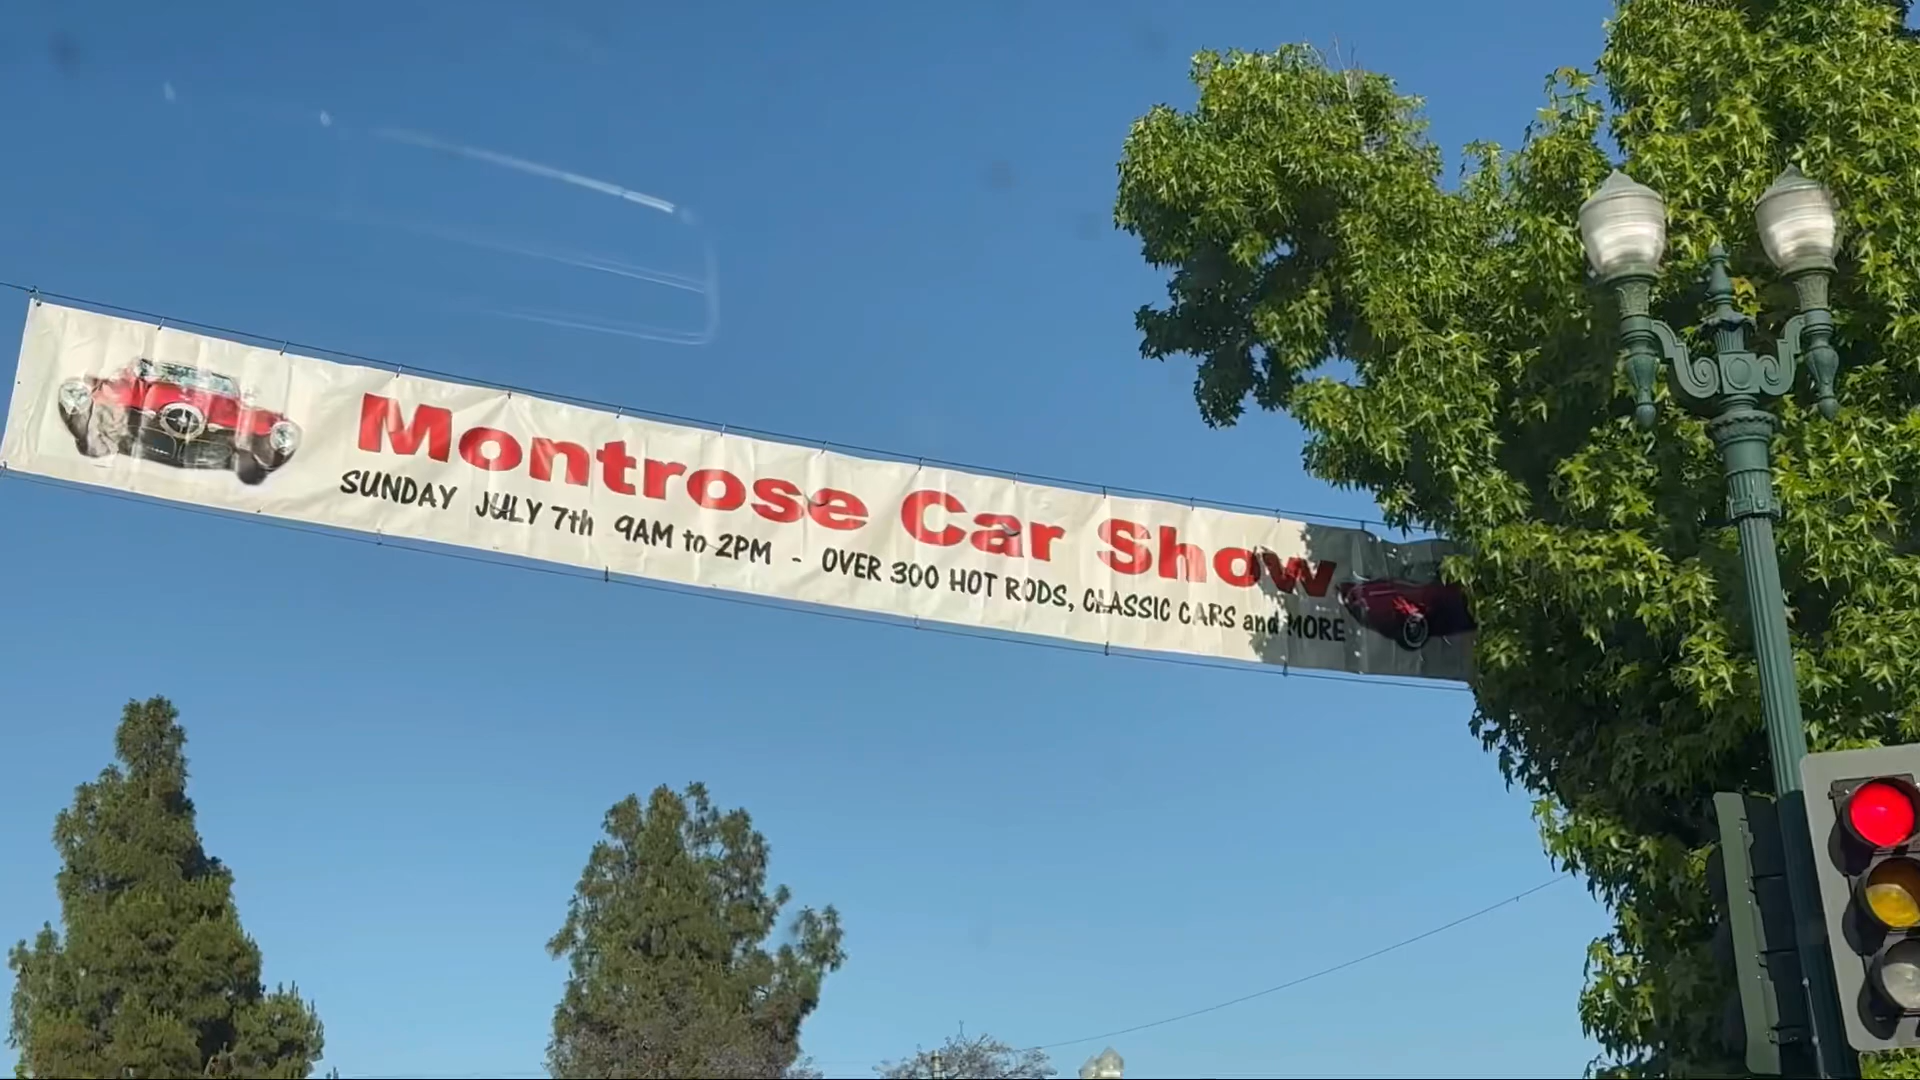 Montrose Car Show
SUNDAY JULY 7th 9AM to 2PM - OVER 300 HOT RODS, CLASSIC CARS and MORE